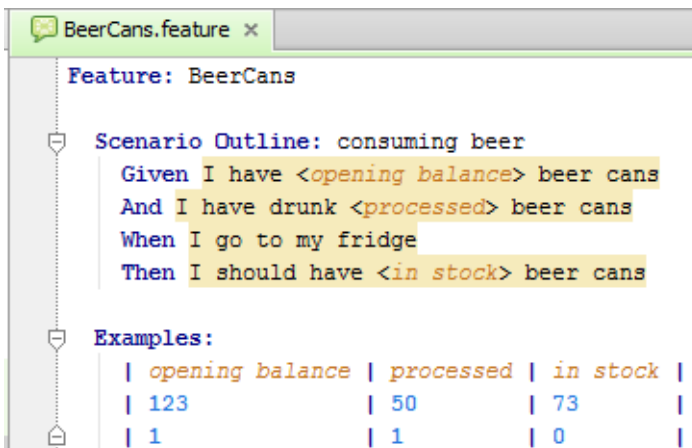 BeerCans.feature ×
Feature: BeerCans
Scenario Outline: consuming beer
Given I have <opening balance> beer cans
And I have drunk <processed> beer cans
When I go to my fridge
Then I should have <in stock> beer cans
Examples:
| opening balance | processed | in stock |
| 123 | 50 | 73 |
| 1 | 1 | 0 |